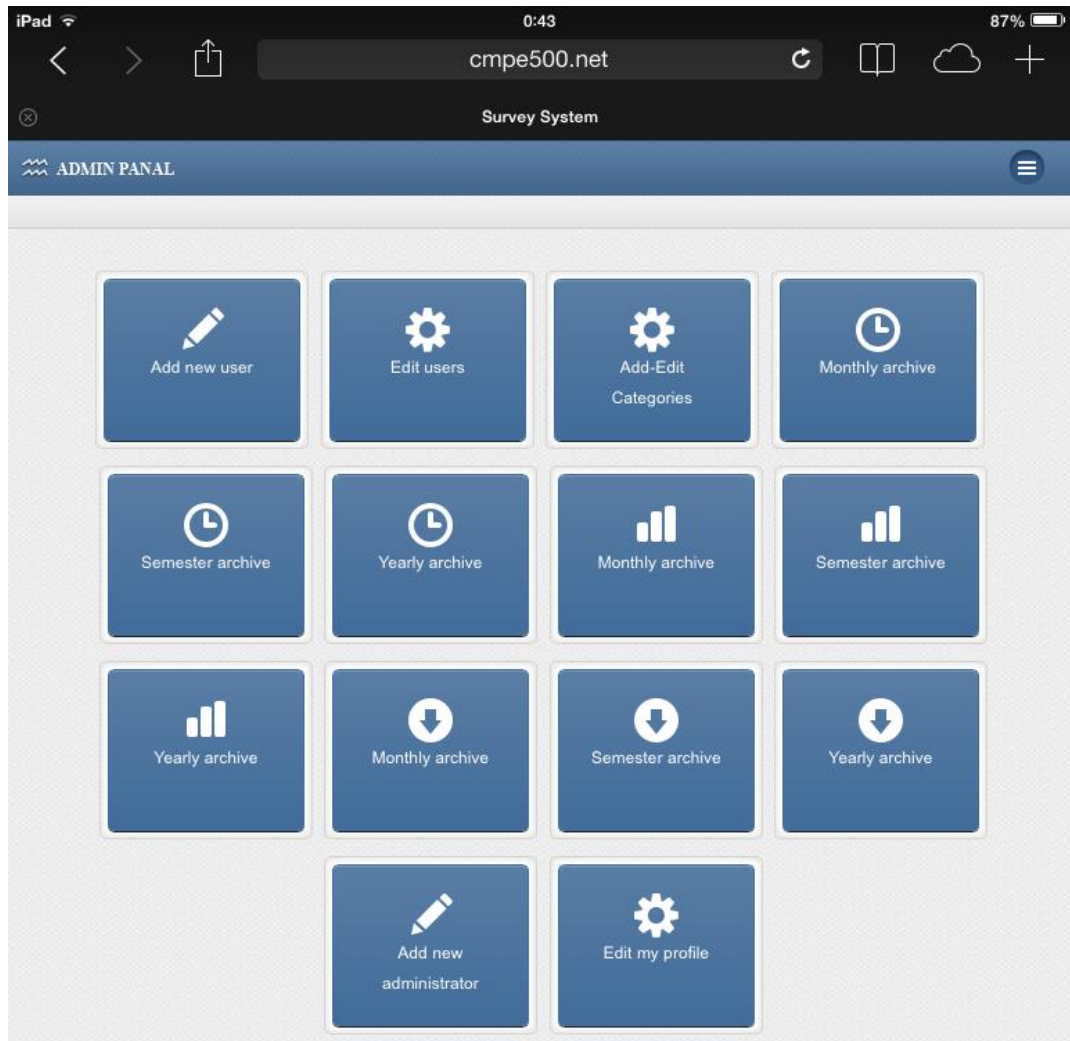 iPad 0:43 87%
cmpe500.net
Survey System
ADMIN PANAL
Add new user
Edit users
Add-Edit
Categories
Monthly archive
Semester archive
Yearly archive
Monthly archive
Semester archive
Yearly archive
Monthly archive
Semester archive
Yearly archive
Add new
administrator
Edit my profile